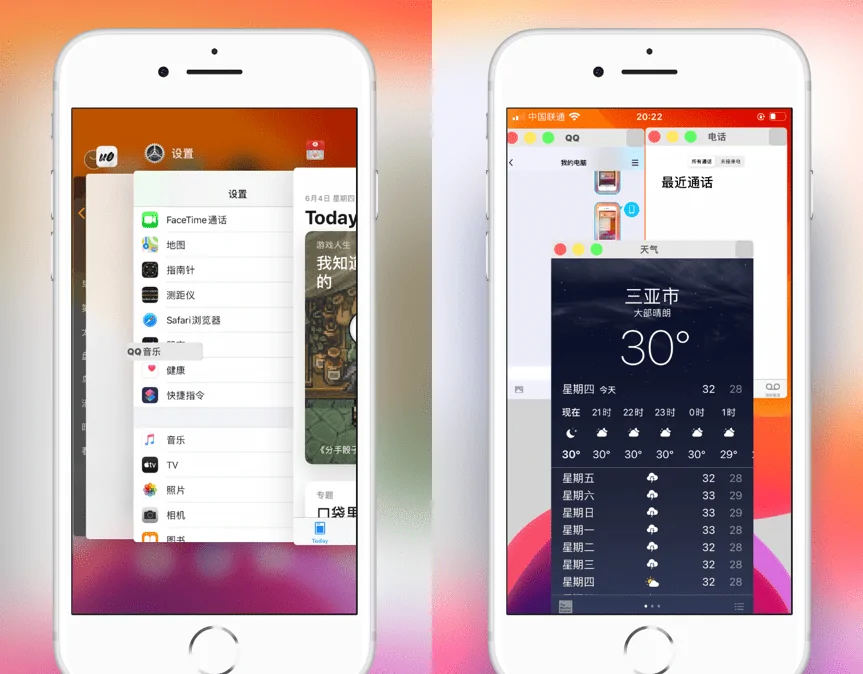 uo
设置
设置
FaceTime通话
地图
指南针
测距仪
Safari浏览器
QQ音乐
健康
快捷指令
音乐
TV
照片
相机
图书
6月4日 星期四
Today
游戏人生
我知道
的
《分手骰子
专题
口袋里
Today
中国联通
20:22
QQ
电话
我的电脑
所有通话
未接来电
最近通话
天气
三亚市
大部晴朗
30°
星期四 今天 32 28
现在 21时 22时 23时 0时 1时
30° 30° 30° 30° 30° 29°
星期五 32 28
星期六 33 29
星期日 33 29
星期一 33 28
星期二 32 28
星期三 32 28
星期四 32 28